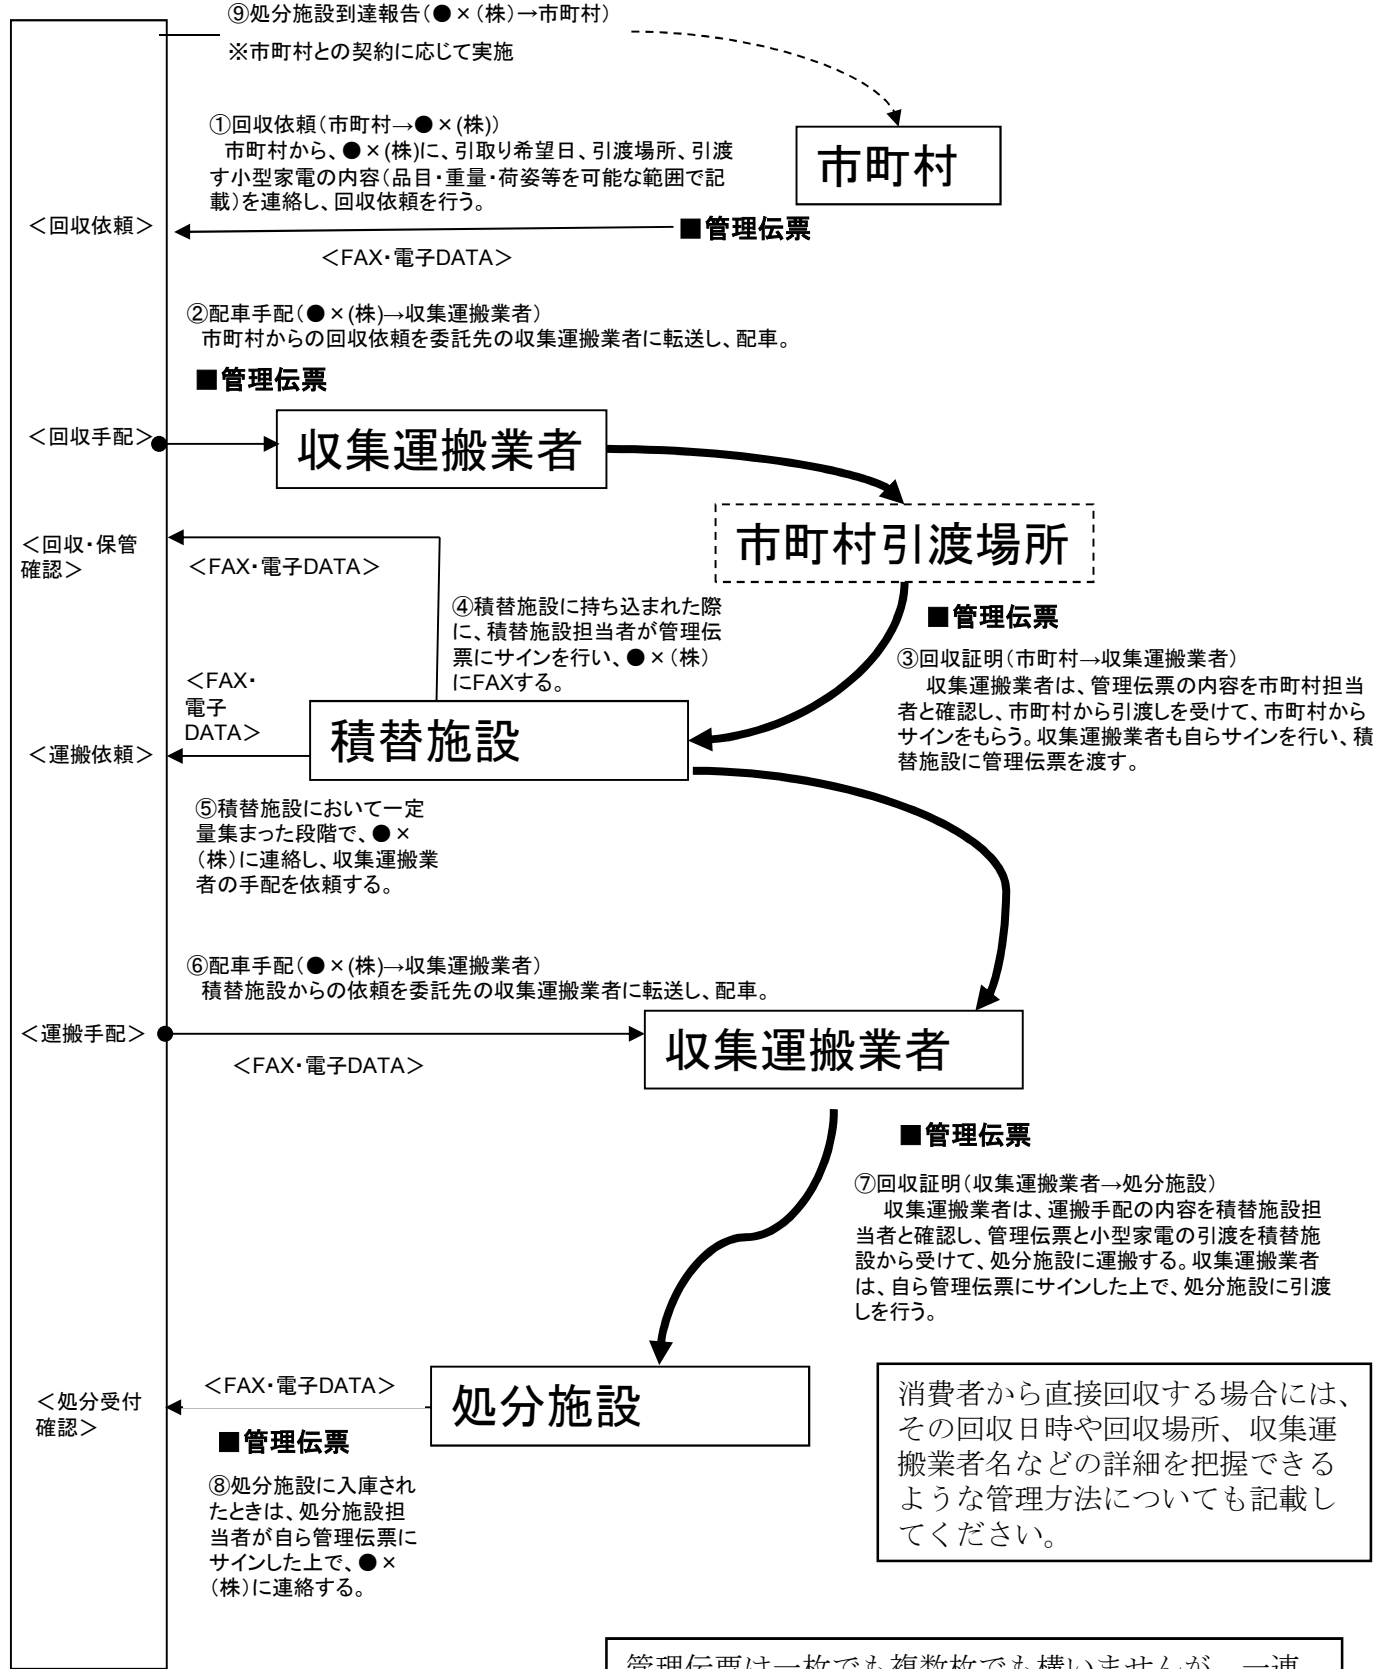 ⑨処分施設到達報告(●×(株)→市町村)
※市町村との契約に応じて実施
①回収依頼(市町村→●×(株))
市町村から、●×(株)に、引取り希望日、引渡場所、引渡
す小型家電の内容(品目・重量・荷姿等を可能な範囲で記
載)を連絡し、回収依頼を行う。
市町村
<回収依頼>
■管理伝票
<FAX・電子DATA>
②配車手配(●×(株)→収集運搬業者)
市町村からの回収依頼を委託先の収集運搬業者に転送し、配車。
■管理伝票
<回収手配>
収集運搬業者
市町村引渡場所
<回収・保管
確認>
<FAX・電子DATA>
④積替施設に持ち込まれた際
に、積替施設担当者が管理伝
票にサインを行い、●×(株)
にFAXする。
■管理伝票
③回収証明(市町村→収集運搬業者)
収集運搬業者は、管理伝票の内容を市町村担当
者と確認し、市町村から引渡しを受けて、市町村から
サインをもらう。収集運搬業者も自らサインを行い、積
替施設に管理伝票を渡す。
<FAX・
電子
DATA>
<運搬依頼>
積替施設
⑤積替施設において一定
量集まった段階で、●×
(株)に連絡し、収集運搬業
者の手配を依頼する。
⑥配車手配(●×(株)→収集運搬業者)
積替施設からの依頼を委託先の収集運搬業者に転送し、配車。
<運搬手配>
<FAX・電子DATA>
収集運搬業者
■管理伝票
⑦回収証明(収集運搬業者→処分施設)
収集運搬業者は、運搬手配の内容を積替施設担
当者と確認し、管理伝票と小型家電の引渡を積替施
設から受けて、処分施設に運搬する。収集運搬業者
は、自ら管理伝票にサインした上で、処分施設に引渡
しを行う。
<処分受付
確認>
<FAX・電子DATA>
処分施設
■管理伝票
⑧処分施設に入庫され
たときは、処分施設担
当者が自ら管理伝票に
サインした上で、●×
(株)に連絡する。
消費者から直接回収する場合には、
その回収日時や回収場所、収集運
搬業者名などの詳細を把握できる
ような管理方法についても記載し
てください。
管理伝票は一枚でも複数枚でも構いませんが、一連